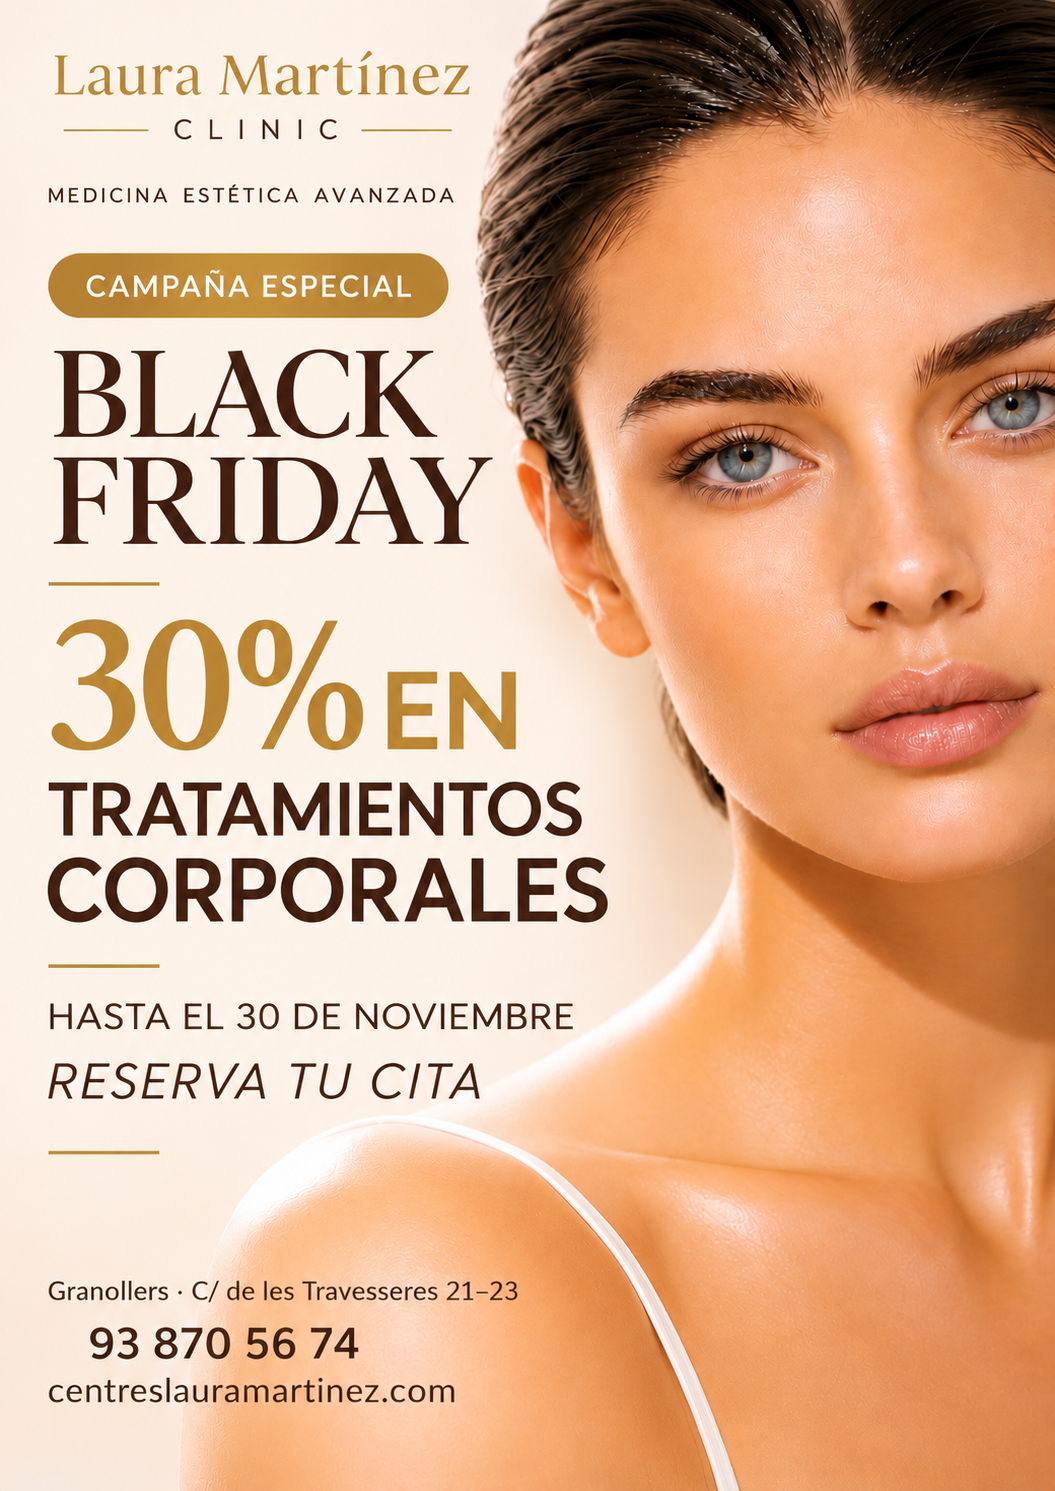 Laura Martínez
CLINIC
MEDICINA ESTÉTICA AVANZADA
CAMPAÑA ESPECIAL
BLACK
FRIDAY
30% EN
TRATAMIENTOS
CORPORALES
HASTA EL 30 DE NOVIEMBRE
RESERVA TU CITA
Granollers · C/ de les Travesseres 21–23
93 870 56 74
centreslauramartinez.com